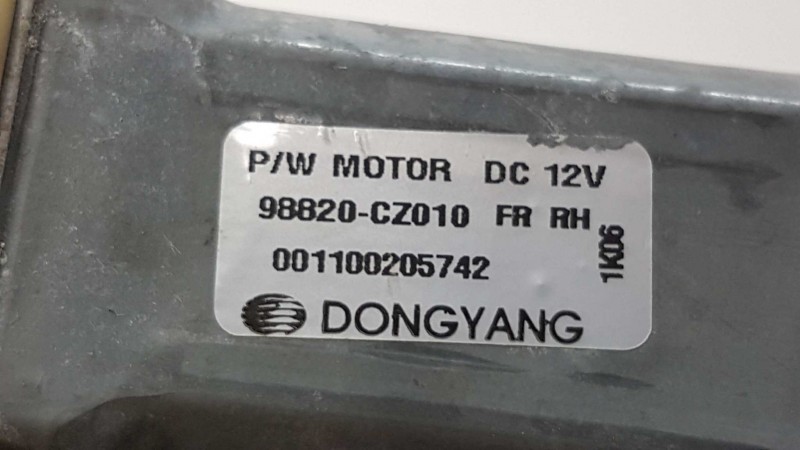 P/W MOTOR DC 12V
98820-CZ010 FR RH
001100205742
1K06
DONGYANG